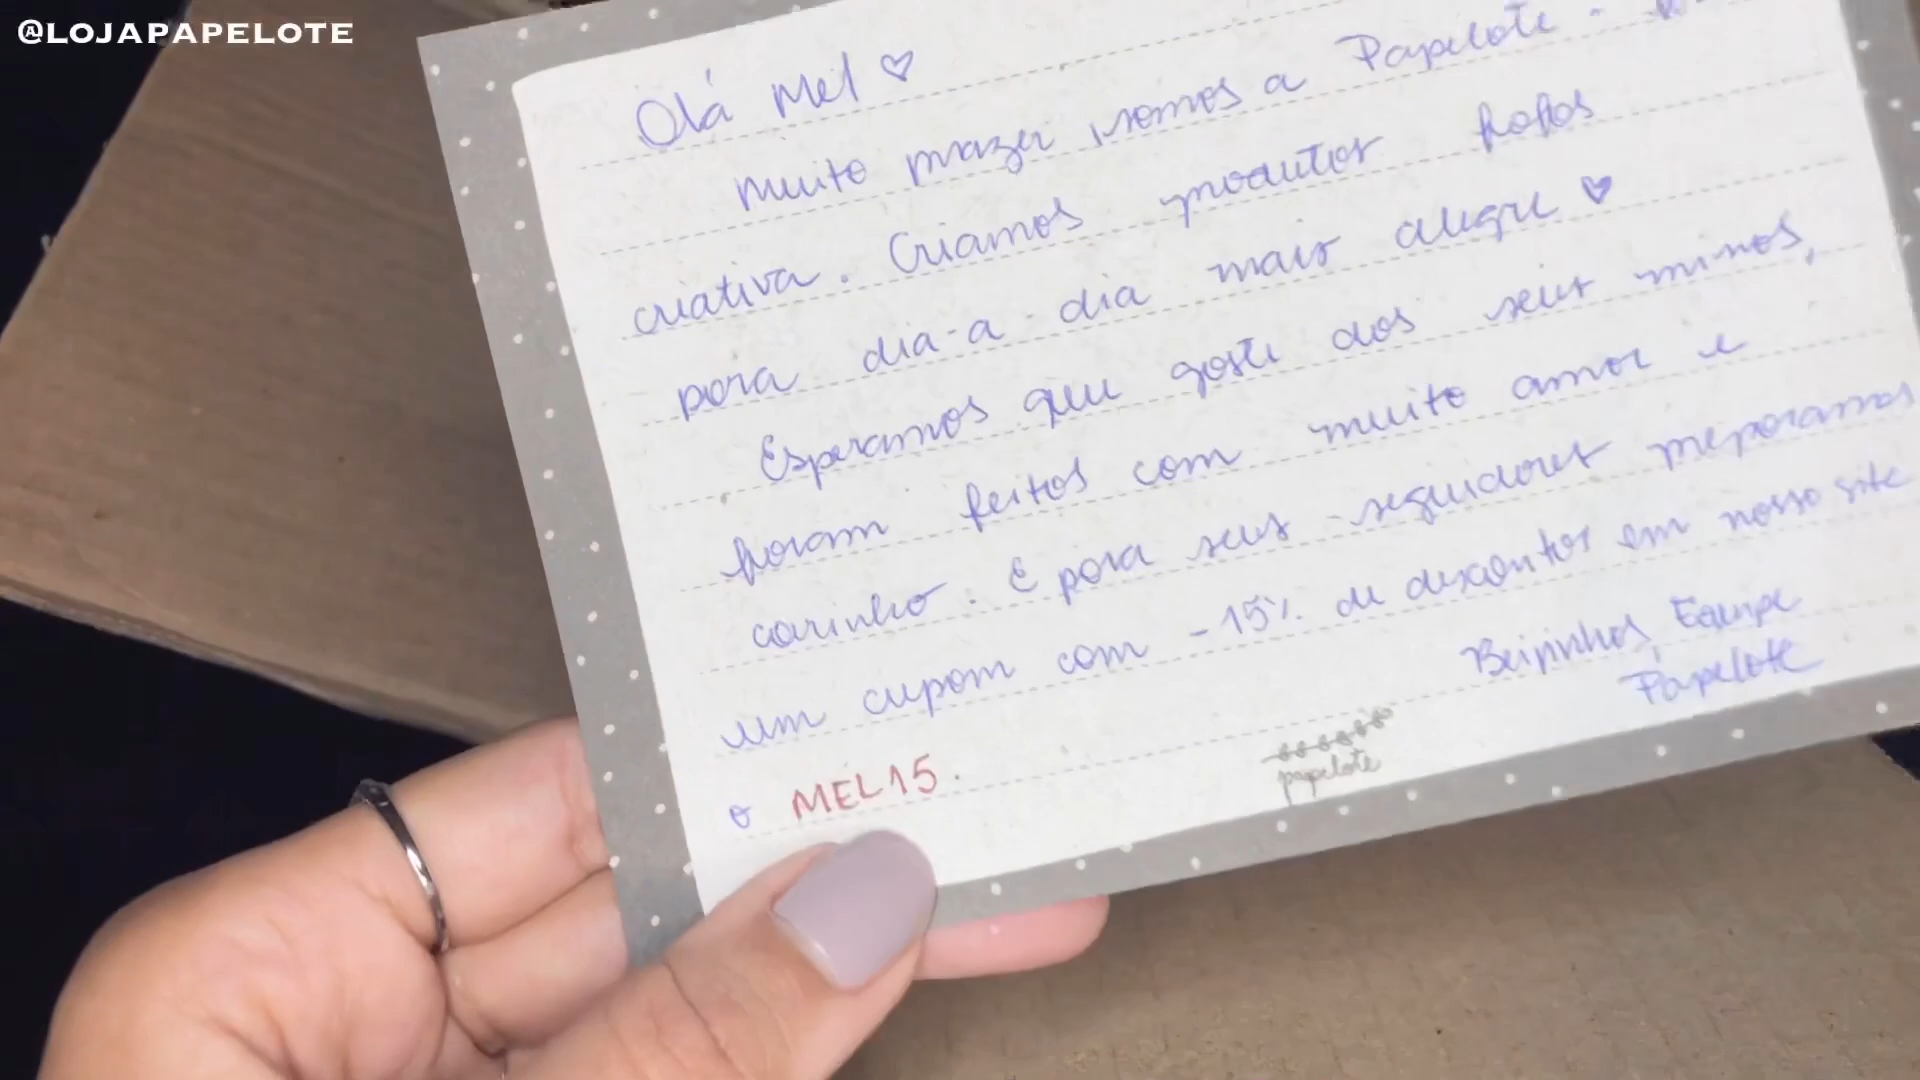 @LOJAPAPELOTE
Olá Mel ♡
muito prazer, somos a Papelote -
criativa. Criamos produtos fofos
para dia-a-dia mais alegre ♡
Esperamos que goste dos seus mimos,
foram feitos com muito amor e
carinho. E para seus seguidores preparamos
um cupom com -15% de descontos em nosso site
o MEL15.
Beijinhos, Equipe
Papelote
papelote